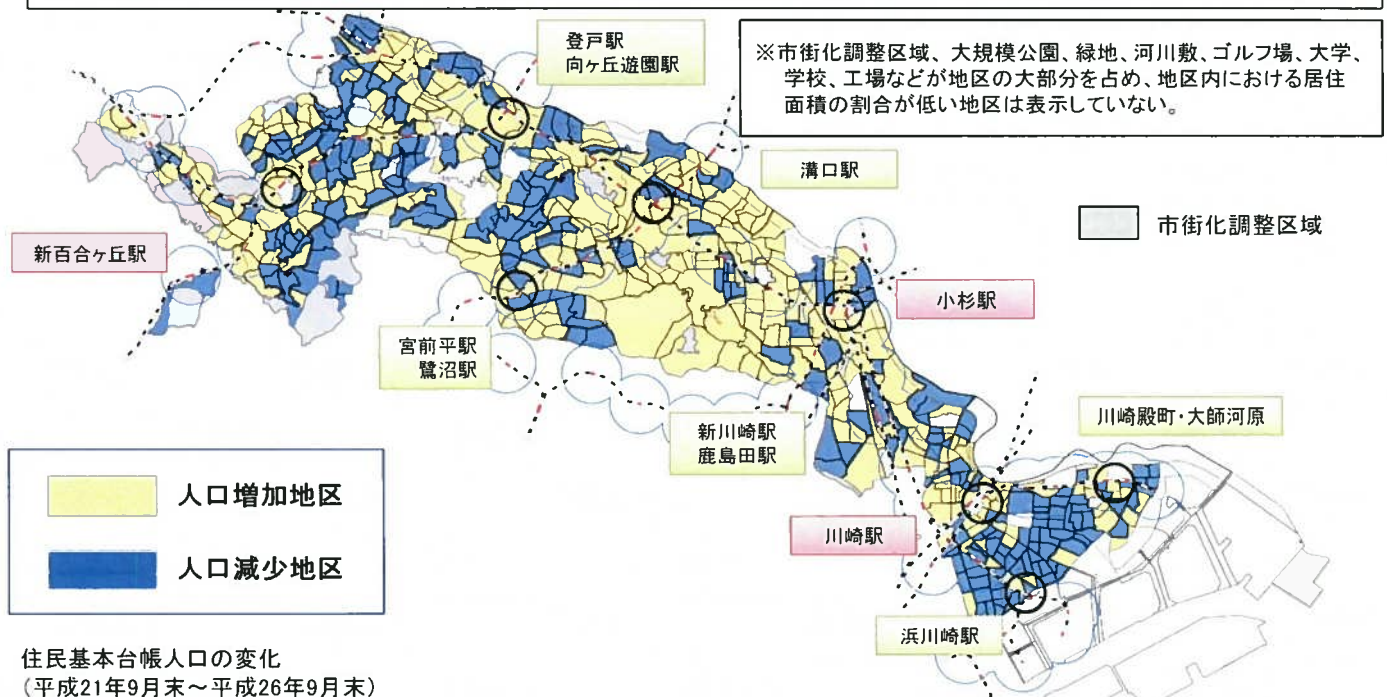 登戸駅
向ヶ丘遊園駅
※市街化調整区域、大規模公園、緑地、河川敷、ゴルフ場、大学、
学校、工場などが地区の大部分を占め、地区内における居住
面積の割合が低い地区は表示していない。
溝口駅
市街化調整区域
新百合ヶ丘駅
小杉駅
宮前平駅
鷺沼駅
川崎殿町・大師河原
新川崎駅
鹿島田駅
人口増加地区
川崎駅
人口減少地区
浜川崎駅
住民基本台帳人口の変化
（平成21年9月末～平成26年9月末）